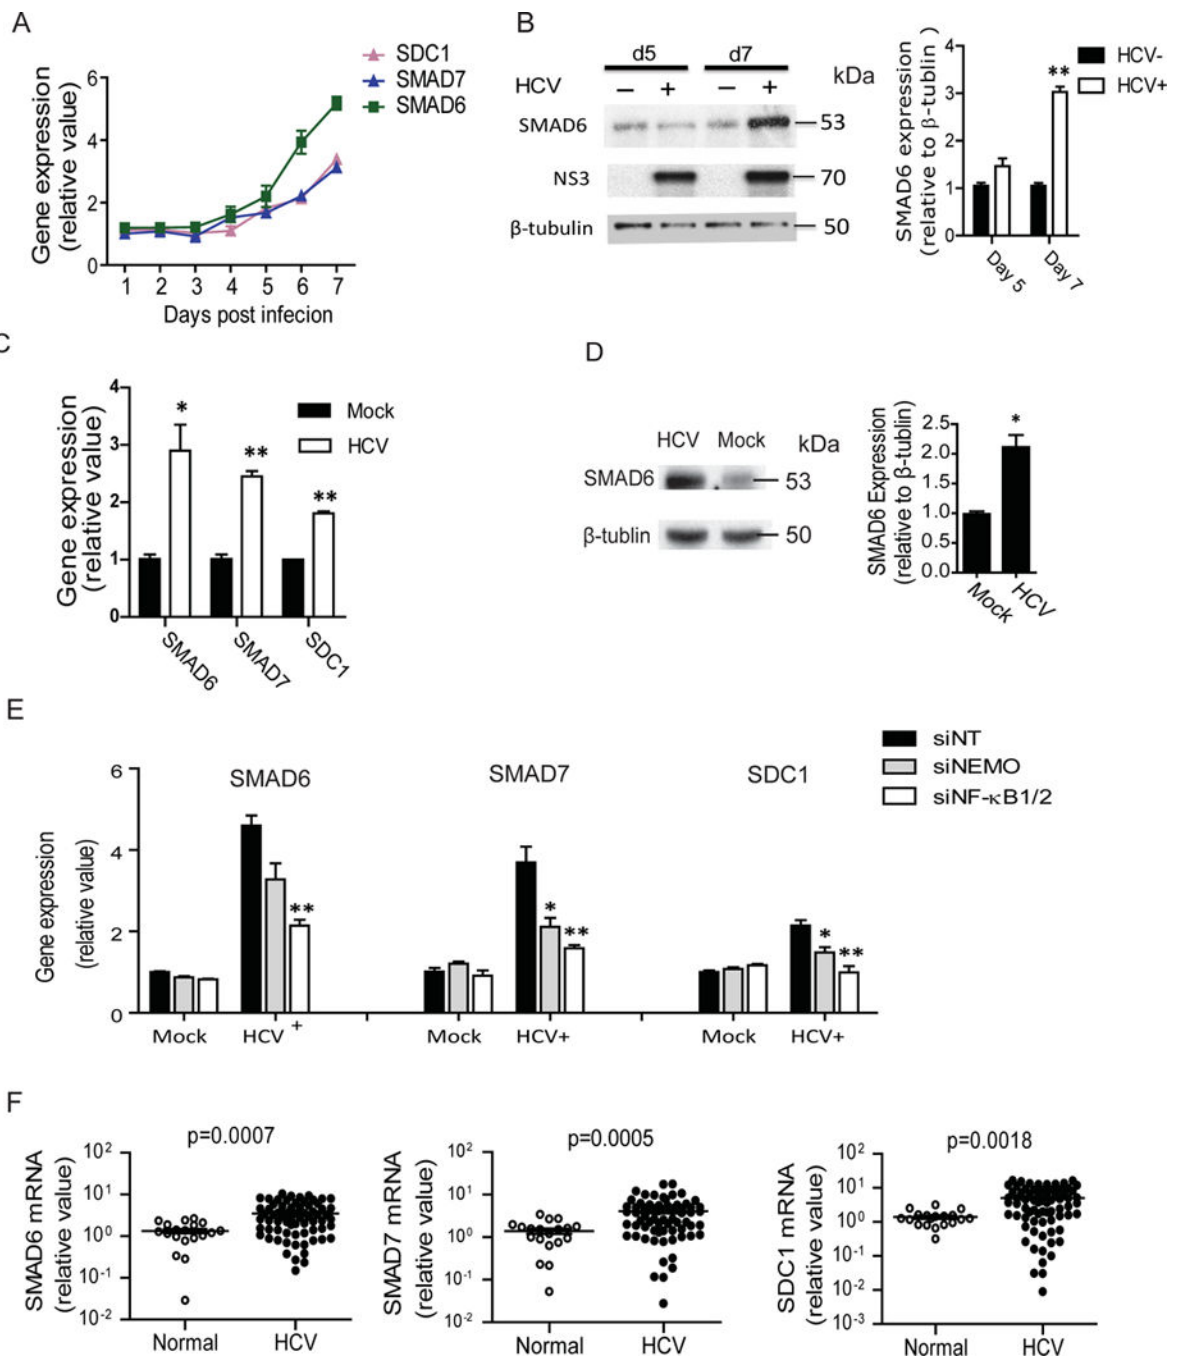 A
SDC1
SMAD7
SMAD6
Gene expression
(relative value)
6
4
2
0
1 2 3 4 5 6 7
Days post infecion
B
d5 d7
HCV − + − + kDa
SMAD6 53
NS3 70
β-tubulin 50
SMAD6 expression
(relative to β-tublin)
4
3
2
1
0
**
HCV-
HCV+
Day 5 Day 7
C
Gene expression
(relative value)
4
3
2
1
0
* ** **
Mock
HCV
SMAD6 SMAD7 SDC1
D
HCV Mock kDa
SMAD6 53
β-tublin 50
SMAD6 Expression
(relative to β-tublin)
2.5
2.0
1.5
1.0
0.5
0.0
*
Mock HCV
E
siNT
siNEMO
siNF-κB1/2
SMAD6 SMAD7 SDC1
Gene expression
(relative value)
6
4
2
0
** * ** * **
Mock HCV + Mock HCV+ Mock HCV+
F
p=0.0007
SMAD6 mRNA
(relative value)
10²
10¹
10⁰
10⁻¹
10⁻²
Normal HCV
p=0.0005
SMAD7 mRNA
(relative value)
10²
10¹
10⁰
10⁻¹
10⁻²
Normal HCV
p=0.0018
SDC1 mRNA
(relative value)
10²
10¹
10⁰
10⁻¹
10⁻²
10⁻³
Normal HCV